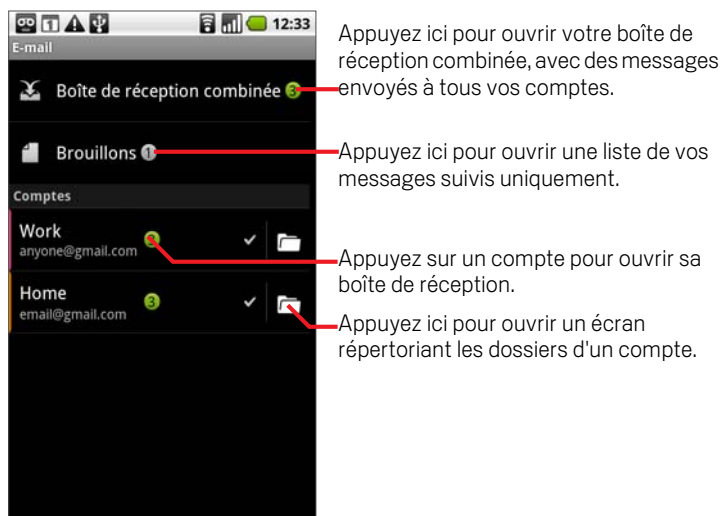 12:33
E-mail
Boîte de réception combinée 3
Brouillons 1
Comptes
Work
anyone@gmail.com
Home
email@gmail.com
3
Appuyez ici pour ouvrir votre boîte de
réception combinée, avec des messages
envoyés à tous vos comptes.
Appuyez ici pour ouvrir une liste de vos
messages suivis uniquement.
Appuyez sur un compte pour ouvrir sa
boîte de réception.
Appuyez ici pour ouvrir un écran
répertoriant les dossiers d'un compte.